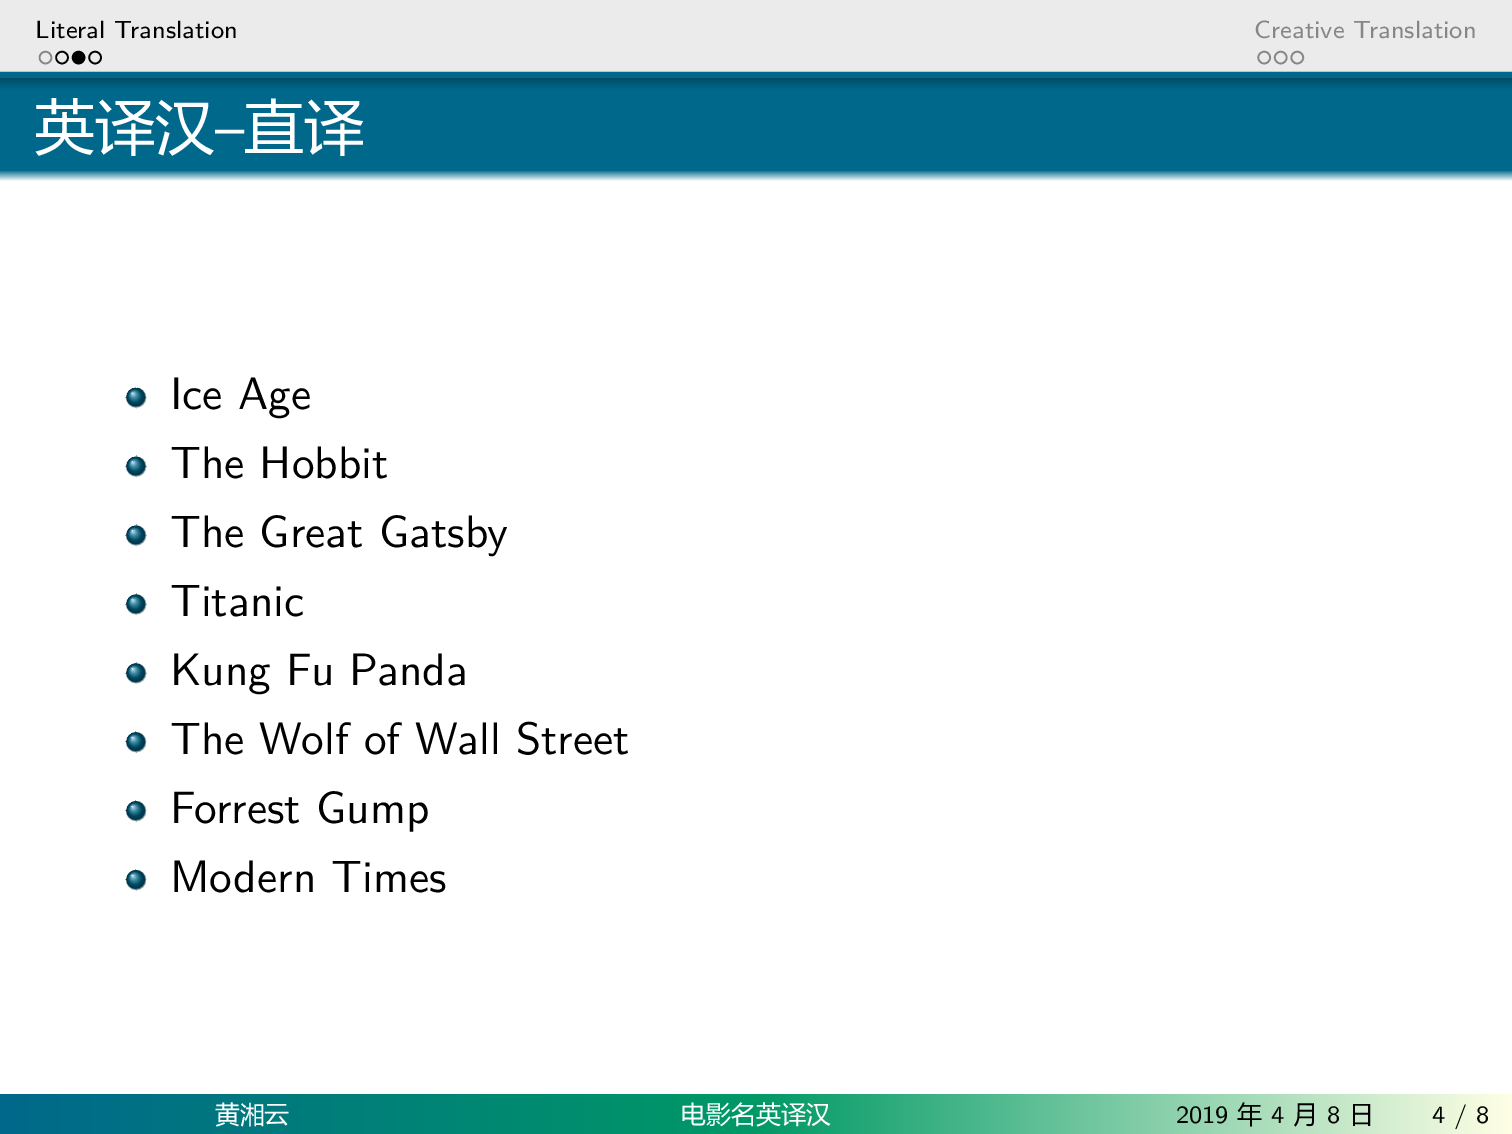 Literal Translation
Creative Translation
英译汉–直译
Ice Age
The Hobbit
The Great Gatsby
Titanic
Kung Fu Panda
The Wolf of Wall Street
Forrest Gump
Modern Times
黄湘云
电影名英译汉
2019 年 4 月 8 日
4 / 8